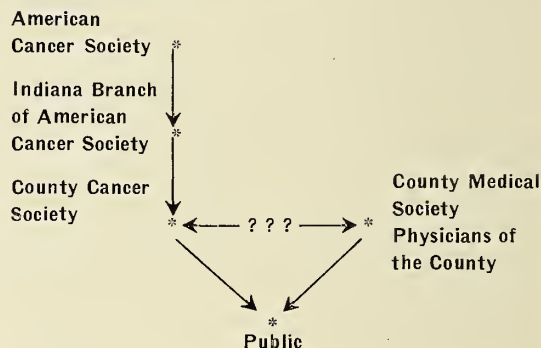 American
Cancer Society *
Indiana Branch
of American
Cancer Society *
County Cancer
Society
* ? ? ? *
County Medical
Society
Physicians of
the County
*
Public